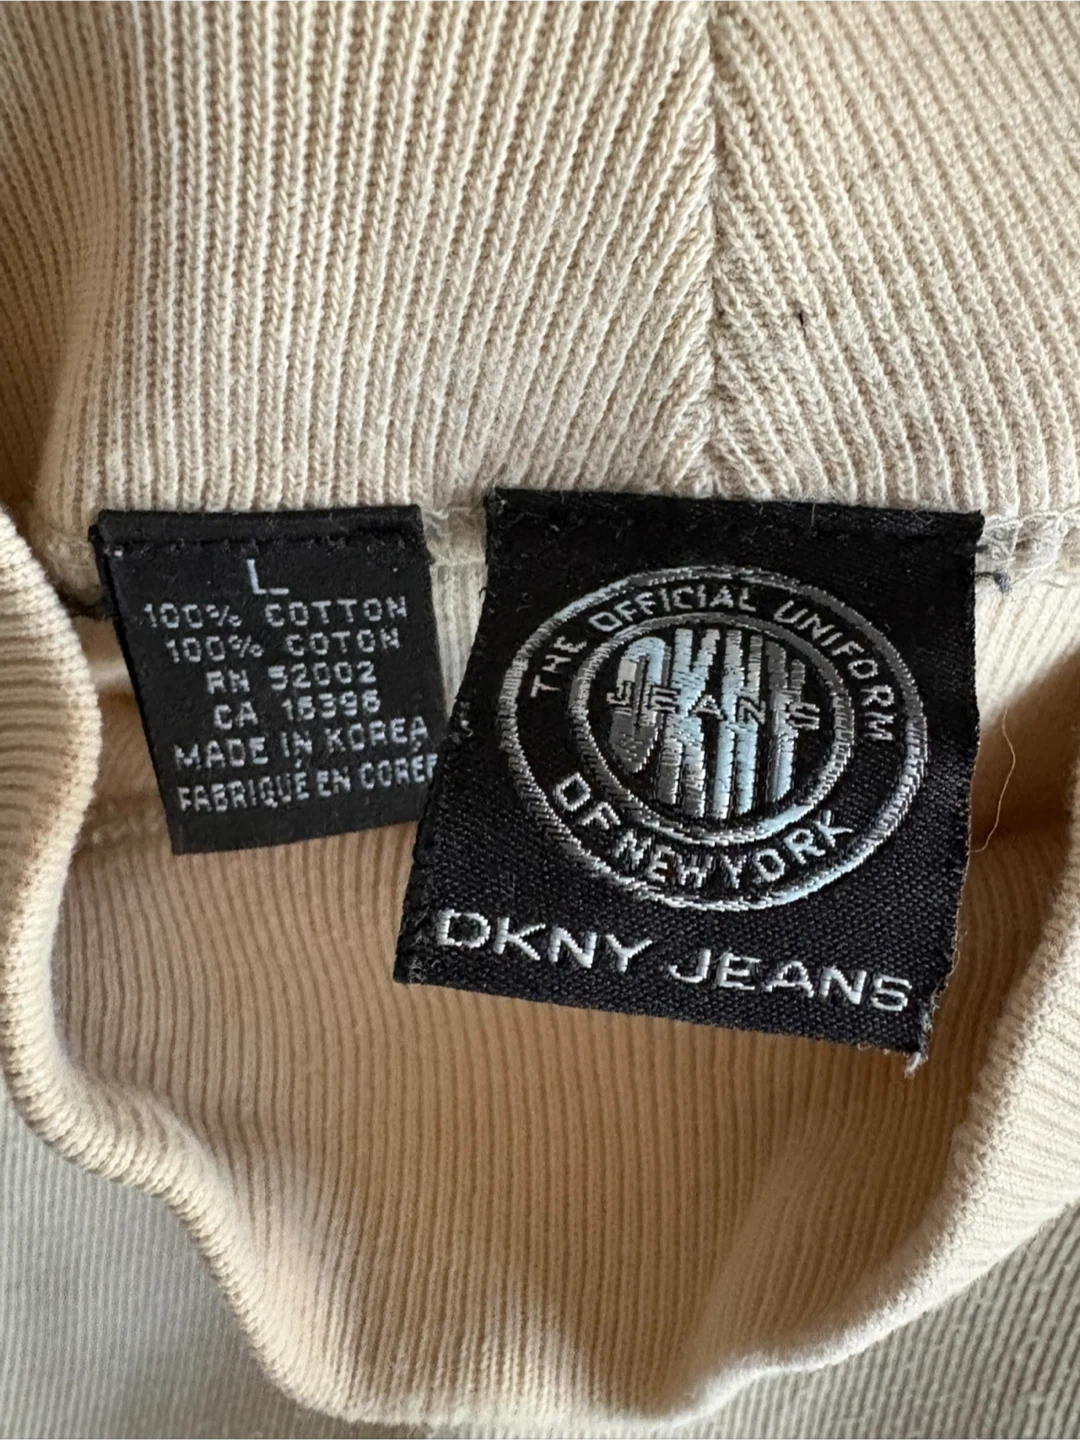 L
100% COTTON
100% COTON
RN 52002
CA 15396
MADE IN KOREA
FABRIQUE EN COREE
THE OFFICIAL UNIFORM
DKNY
JEANS
OF NEW YORK
DKNY JEANS